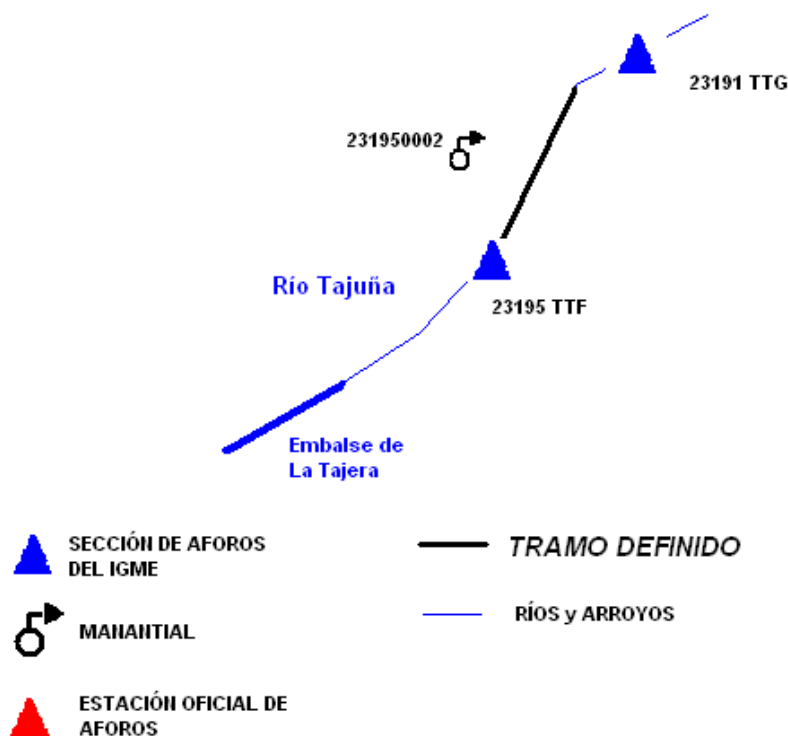 23191 TTG
231950002
Río Tajuña
23195 TTF
Embalse de
La Tajera
SECCIÓN DE AFOROS
DEL IGME
TRAMO DEFINIDO
MANANTIAL
RÍOS y ARROYOS
ESTACIÓN OFICIAL DE
AFOROS